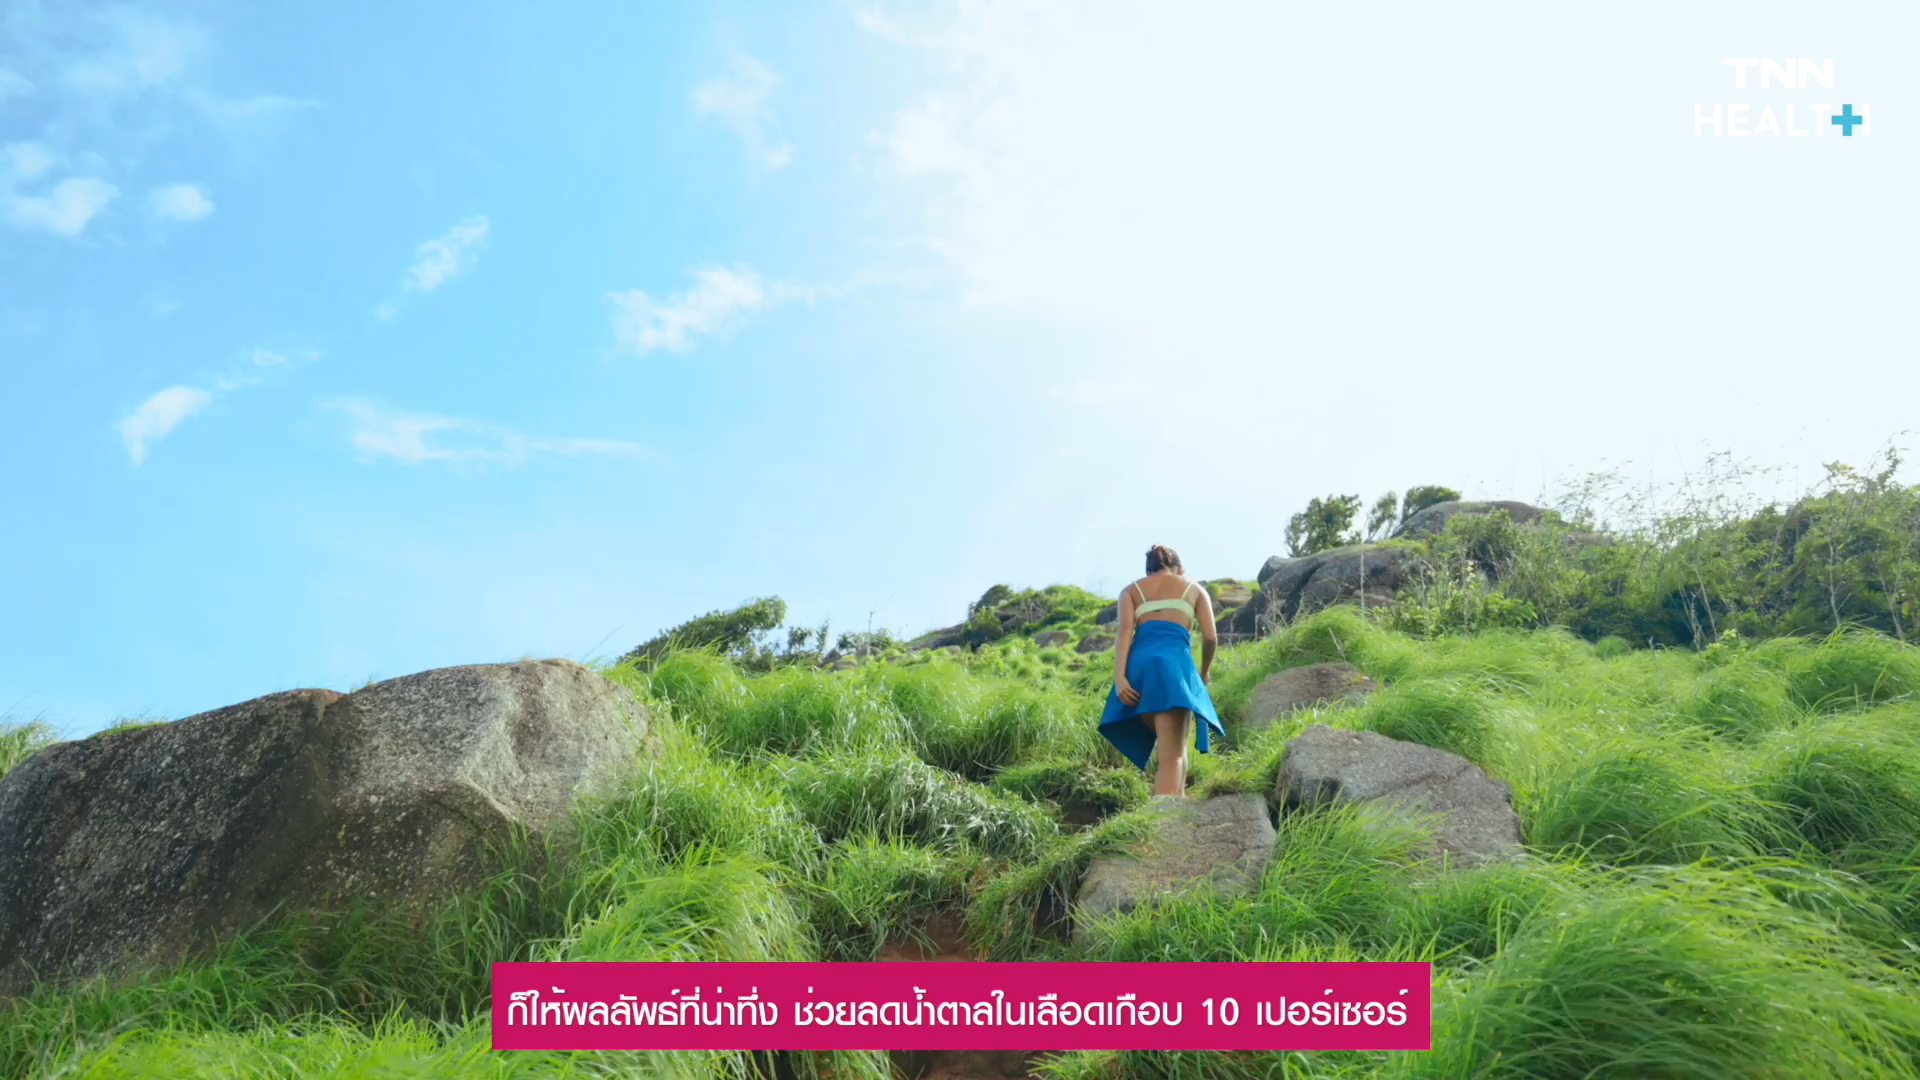 TNN
HEALTH
ก็ให้ผลลัพธ์ที่น่าทึ่ง ช่วยลดน้ำตาลในเลือดเกือบ 10 เปอร์เซอร์